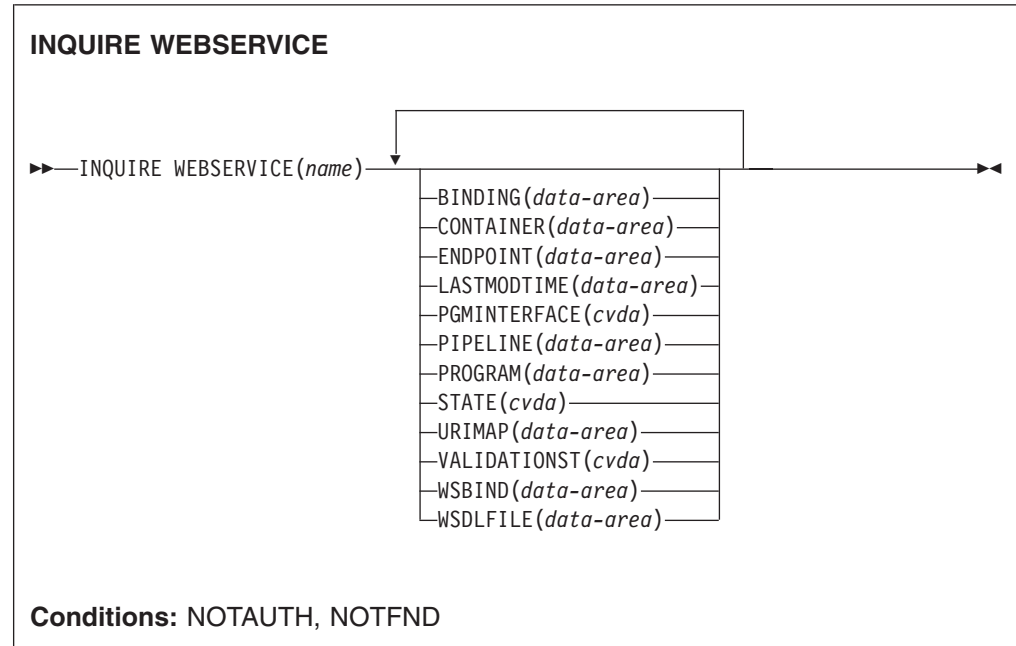 INQUIRE WEBSERVICE
INQUIRE WEBSERVICE(name)
BINDING(data-area)
CONTAINER(data-area)
ENDPOINT(data-area)
LASTMODTIME(data-area)
PGMINTERFACE(cvda)
PIPELINE(data-area)
PROGRAM(data-area)
STATE(cvda)
URIMAP(data-area)
VALIDATIONST(cvda)
WSBIND(data-area)
WSDLFILE(data-area)
Conditions: NOTAUTH, NOTFND